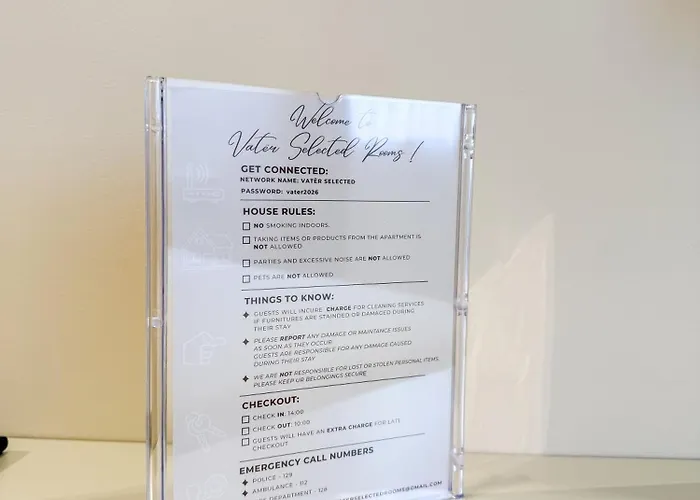 Welcome to
Vatër Selected Rooms !
GET CONNECTED:
NETWORK NAME: VATËR SELECTED
PASSWORD: vater2026
HOUSE RULES:
NO SMOKING INDOORS.
TAKING ITEMS OR PRODUCTS FROM THE APARTMENT IS
NOT ALLOWED
PARTIES AND EXCESSIVE NOISE ARE NOT ALLOWED
PETS ARE NOT ALLOWED
THINGS TO KNOW:
GUESTS WILL INCURE CHARGE FOR CLEANING SERVICES
IF FURNITURES ARE STAINDED OR DAMAGED DURING
THEIR STAY
PLEASE REPORT ANY DAMAGE OR MAINTANCE ISSUES
AS SOON AS THEY OCCUR
GUESTS ARE RESPONSIBLE FOR ANY DAMAGE CAUSED
DURING THEIR STAY
WE ARE NOT RESPONSIBLE FOR LOST OR STOLEN PERSONAL ITEMS,
PLEASE KEEP UR BELONGINGS SECURE
CHECKOUT:
CHECK IN: 14:00
CHECK OUT: 10:00
GUESTS WILL HAVE AN EXTRA CHARGE FOR LATE
CHECKOUT
EMERGENCY CALL NUMBERS
POLICE - 129
AMBULANCE - 112
DEPARTMENT - 128